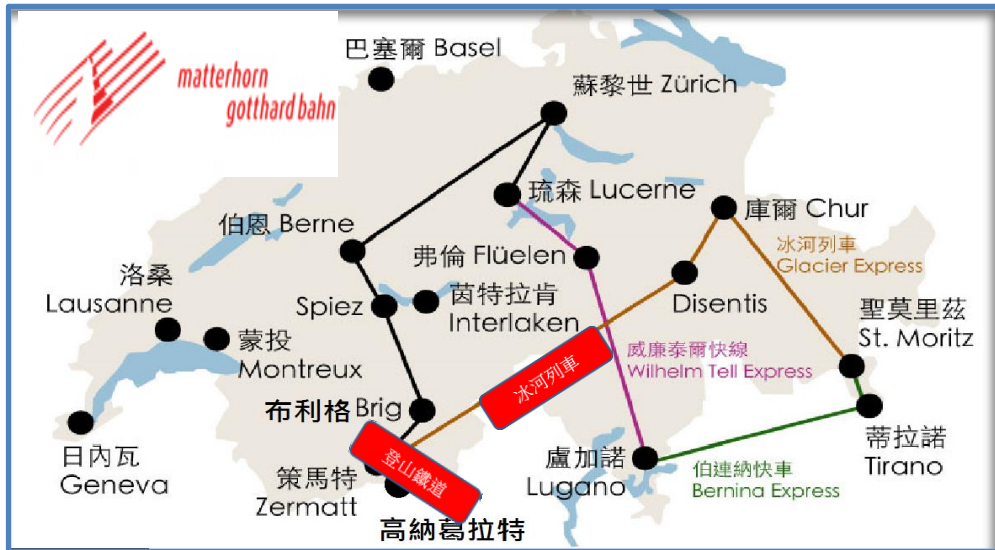 matterhorn
gotthard bahn
巴塞爾 Basel
蘇黎世 Zürich
琉森 Lucerne
庫爾 Chur
伯恩 Berne
弗倫 Flüelen
冰河列車
Glacier Express
洛桑
Lausanne
Spiez
茵特拉肯
Interlaken
Disentis
聖莫里茲
St. Moritz
蒙投
Montreux
威廉泰爾快線
Wilhelm Tell Express
冰河列車
布利格 Brig
登山鐵道
日內瓦
Geneva
策馬特
Zermatt
盧加諾
Lugano
伯連納快車
Bernina Express
蒂拉諾
Tirano
高納葛拉特